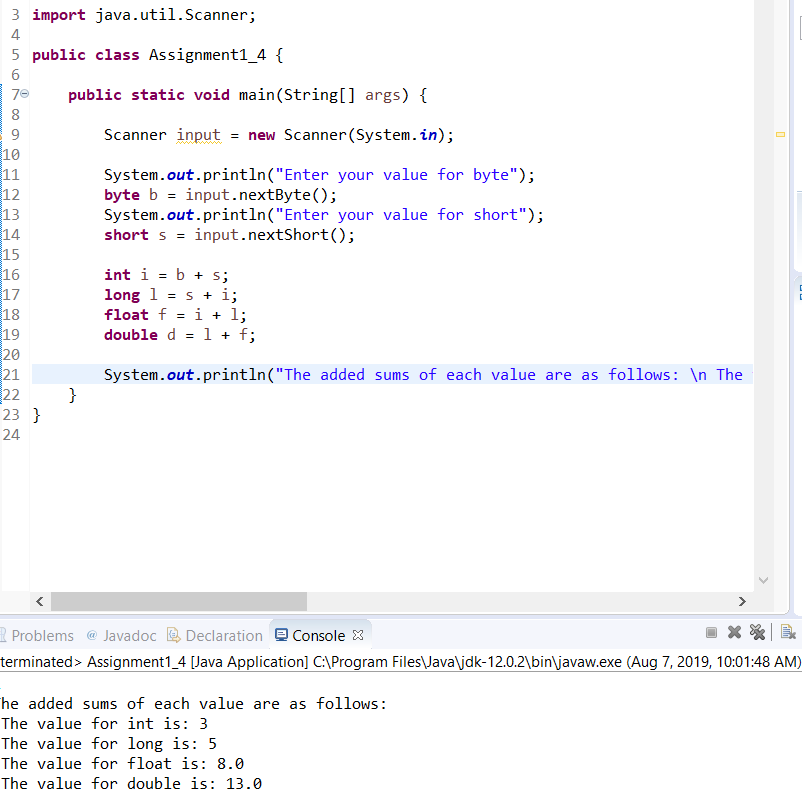 3 import java.util.Scanner;
4
5 public class Assignment1_4 {
6
7 public static void main(String[] args) {
8
9 Scanner input = new Scanner(System.in);
10
11 System.out.println("Enter your value for byte");
12 byte b = input.nextByte();
13 System.out.println("Enter your value for short");
14 short s = input.nextShort();
15
16 int i = b + s;
17 long l = s + i;
18 float f = i + l;
19 double d = l + f;
20
21 System.out.println("The added sums of each value are as follows: \n The
22 }
23 }
24
Problems @ Javadoc Declaration Console
terminated> Assignment1_4 [Java Application] C:\Program Files\Java\jdk-12.0.2\bin\javaw.exe (Aug 7, 2019, 10:01:48 AM)
he added sums of each value are as follows:
The value for int is: 3
The value for long is: 5
The value for float is: 8.0
The value for double is: 13.0